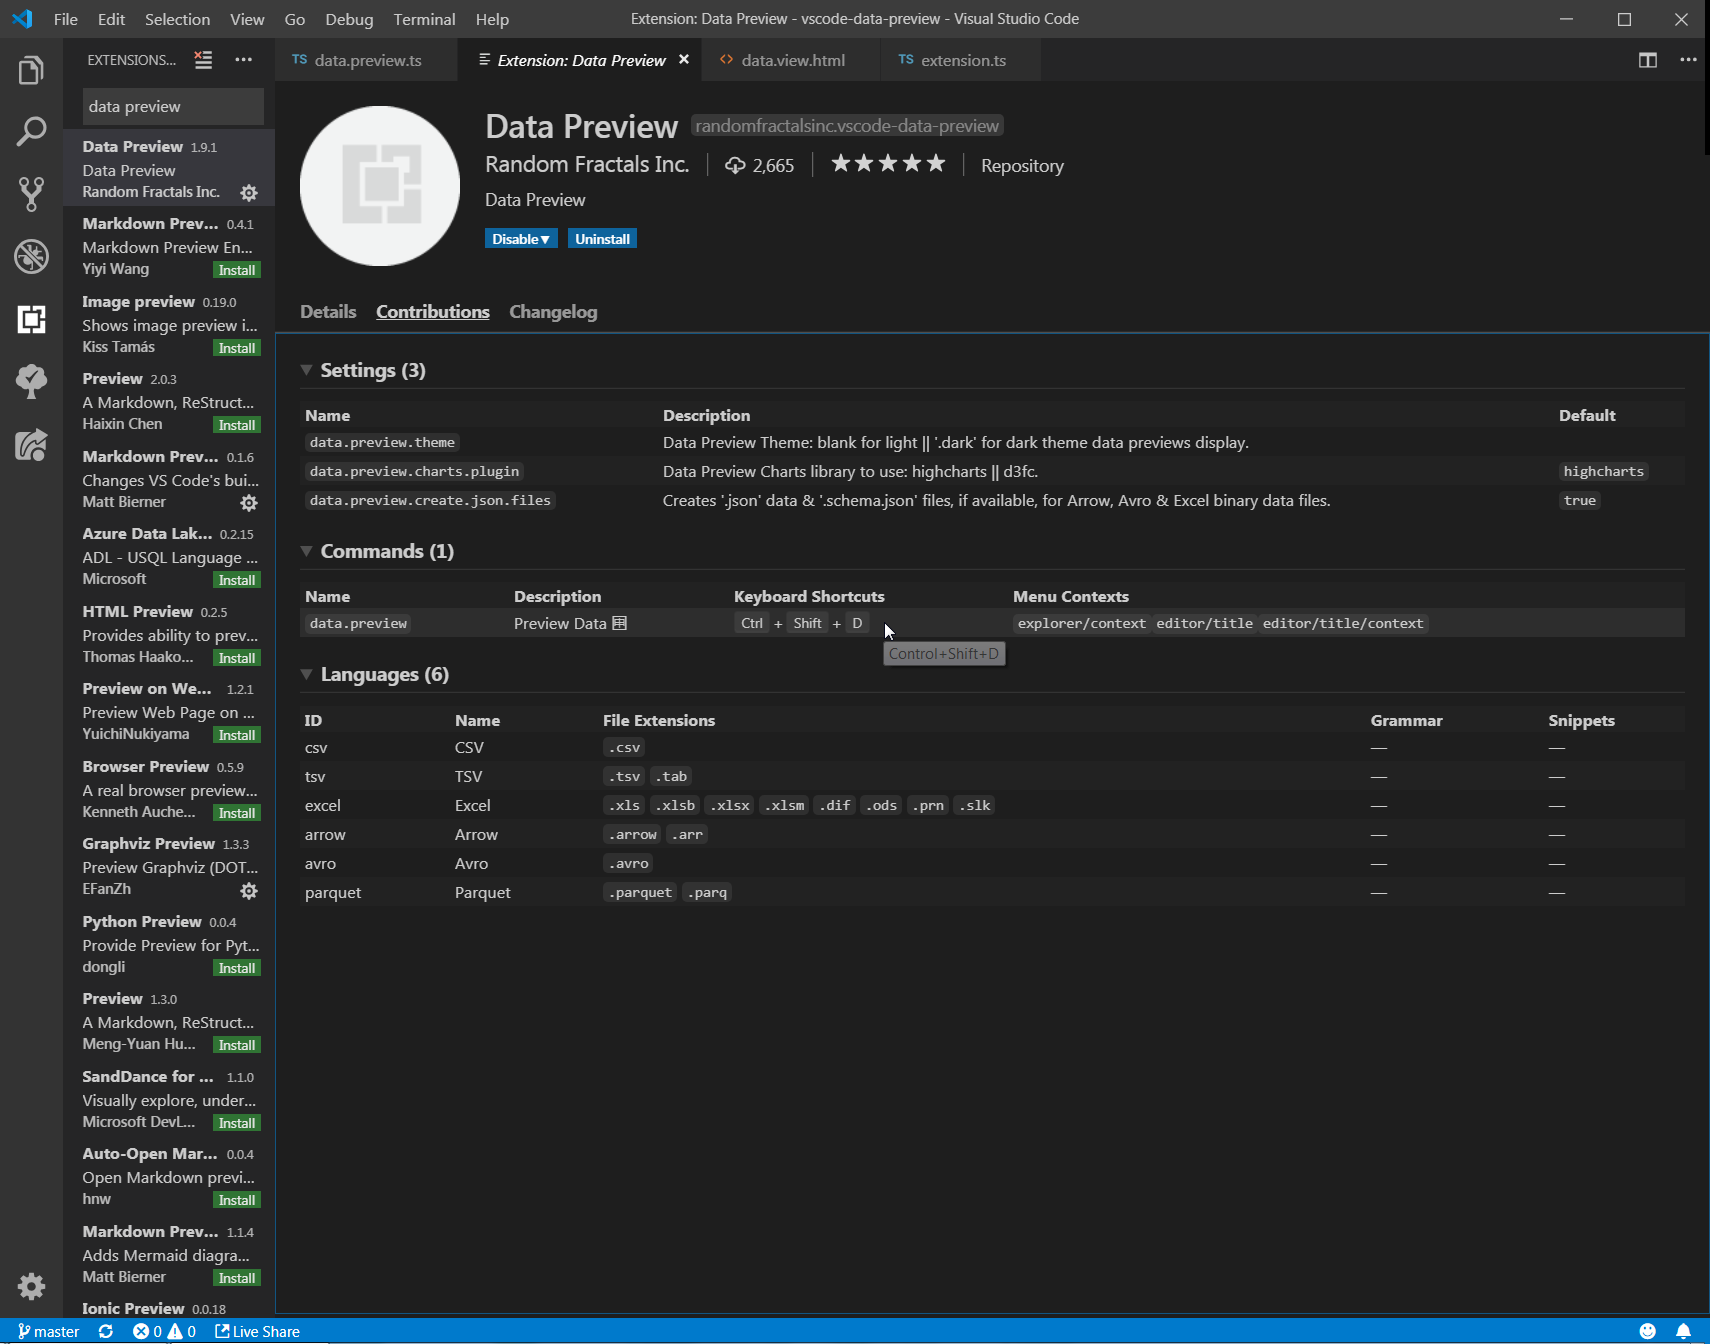 File Edit Selection View Go Debug Terminal Help
Extension: Data Preview - vscode-data-preview - Visual Studio Code
EXTENSIONS...
data preview
Data Preview 1.9.1
Data Preview
Random Fractals Inc.
Markdown Prev... 0.4.1
Markdown Preview En...
Yiyi Wang Install
Image preview 0.19.0
Shows image preview i...
Kiss Tamás Install
Preview 2.0.3
A Markdown, ReStruct...
Haixin Chen Install
Markdown Prev... 0.1.6
Changes VS Code's bui...
Matt Bierner
Azure Data Lak... 0.2.15
ADL - USQL Language ...
Microsoft Install
HTML Preview 0.2.5
Provides ability to prev...
Thomas Haako... Install
Preview on We... 1.2.1
Preview Web Page on ...
YuichiNukiyama Install
Browser Preview 0.5.9
A real browser preview...
Kenneth Auche... Install
Graphviz Preview 1.3.3
Preview Graphviz (DOT...
EFanZh
Python Preview 0.0.4
Provide Preview for Pyt...
dongli Install
Preview 1.3.0
A Markdown, ReStruct...
Meng-Yuan Hu... Install
SandDance for ... 1.1.0
Visually explore, under...
Microsoft DevL... Install
Auto-Open Mar... 0.0.4
Open Markdown previ...
hnw Install
Markdown Prev... 1.1.4
Adds Mermaid diagra...
Matt Bierner Install
Ionic Preview 0.0.18
TS data.preview.ts
Extension: Data Preview
data.view.html
TS extension.ts
Data Preview randomfractalsinc.vscode-data-preview
Random Fractals Inc. 2,665 ★★★★★ Repository
Data Preview
Disable▼ Uninstall
Details Contributions Changelog
Settings (3)
Name Description Default
data.preview.theme Data Preview Theme: blank for light || '.dark' for dark theme data previews display.
data.preview.charts.plugin Data Preview Charts library to use: highcharts || d3fc. highcharts
data.preview.create.json.files Creates '.json' data & '.schema.json' files, if available, for Arrow, Avro & Excel binary data files. true
Commands (1)
Name Description Keyboard Shortcuts Menu Contexts
data.preview Preview Data Ctrl + Shift + D explorer/context editor/title editor/title/context
Control+Shift+D
Languages (6)
ID Name File Extensions Grammar Snippets
csv CSV .csv — —
tsv TSV .tsv .tab — —
excel Excel .xls .xlsb .xlsx .xlsm .dif .ods .prn .slk — —
arrow Arrow .arrow .arr — —
avro Avro .avro — —
parquet Parquet .parquet .parq — —
master 0 0 Live Share